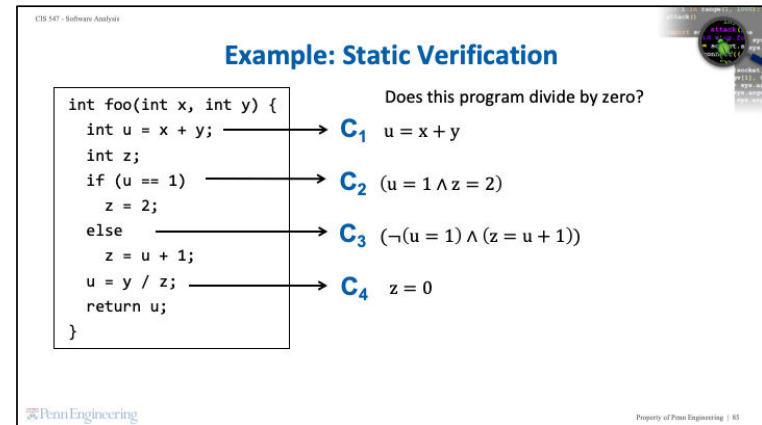 CIS 547 - Software Analysis
Example: Static Verification
Does this program divide by zero?
int foo(int x, int y) {
int u = x + y;
int z;
if (u == 1)
z = 2;
else
z = u + 1;
u = y / z;
return u;
}
C₁ u = x + y
C₂ (u = 1 ∧ z = 2)
C₃ (¬(u = 1) ∧ (z = u + 1))
C₄ z = 0
Penn Engineering
Property of Penn Engineering | 85